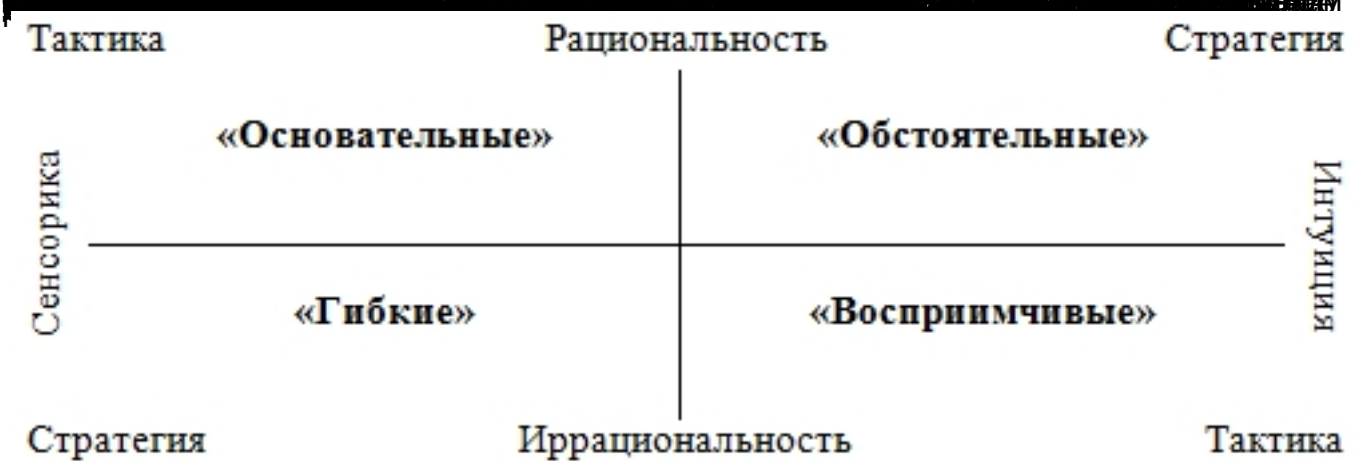 Тактика Рациональность Стратегия
«Основательные» «Обстоятельные»
Сенсорика
Интуиция
«Гибкие» «Восприимчивые»
Стратегия Иррациональность Тактика